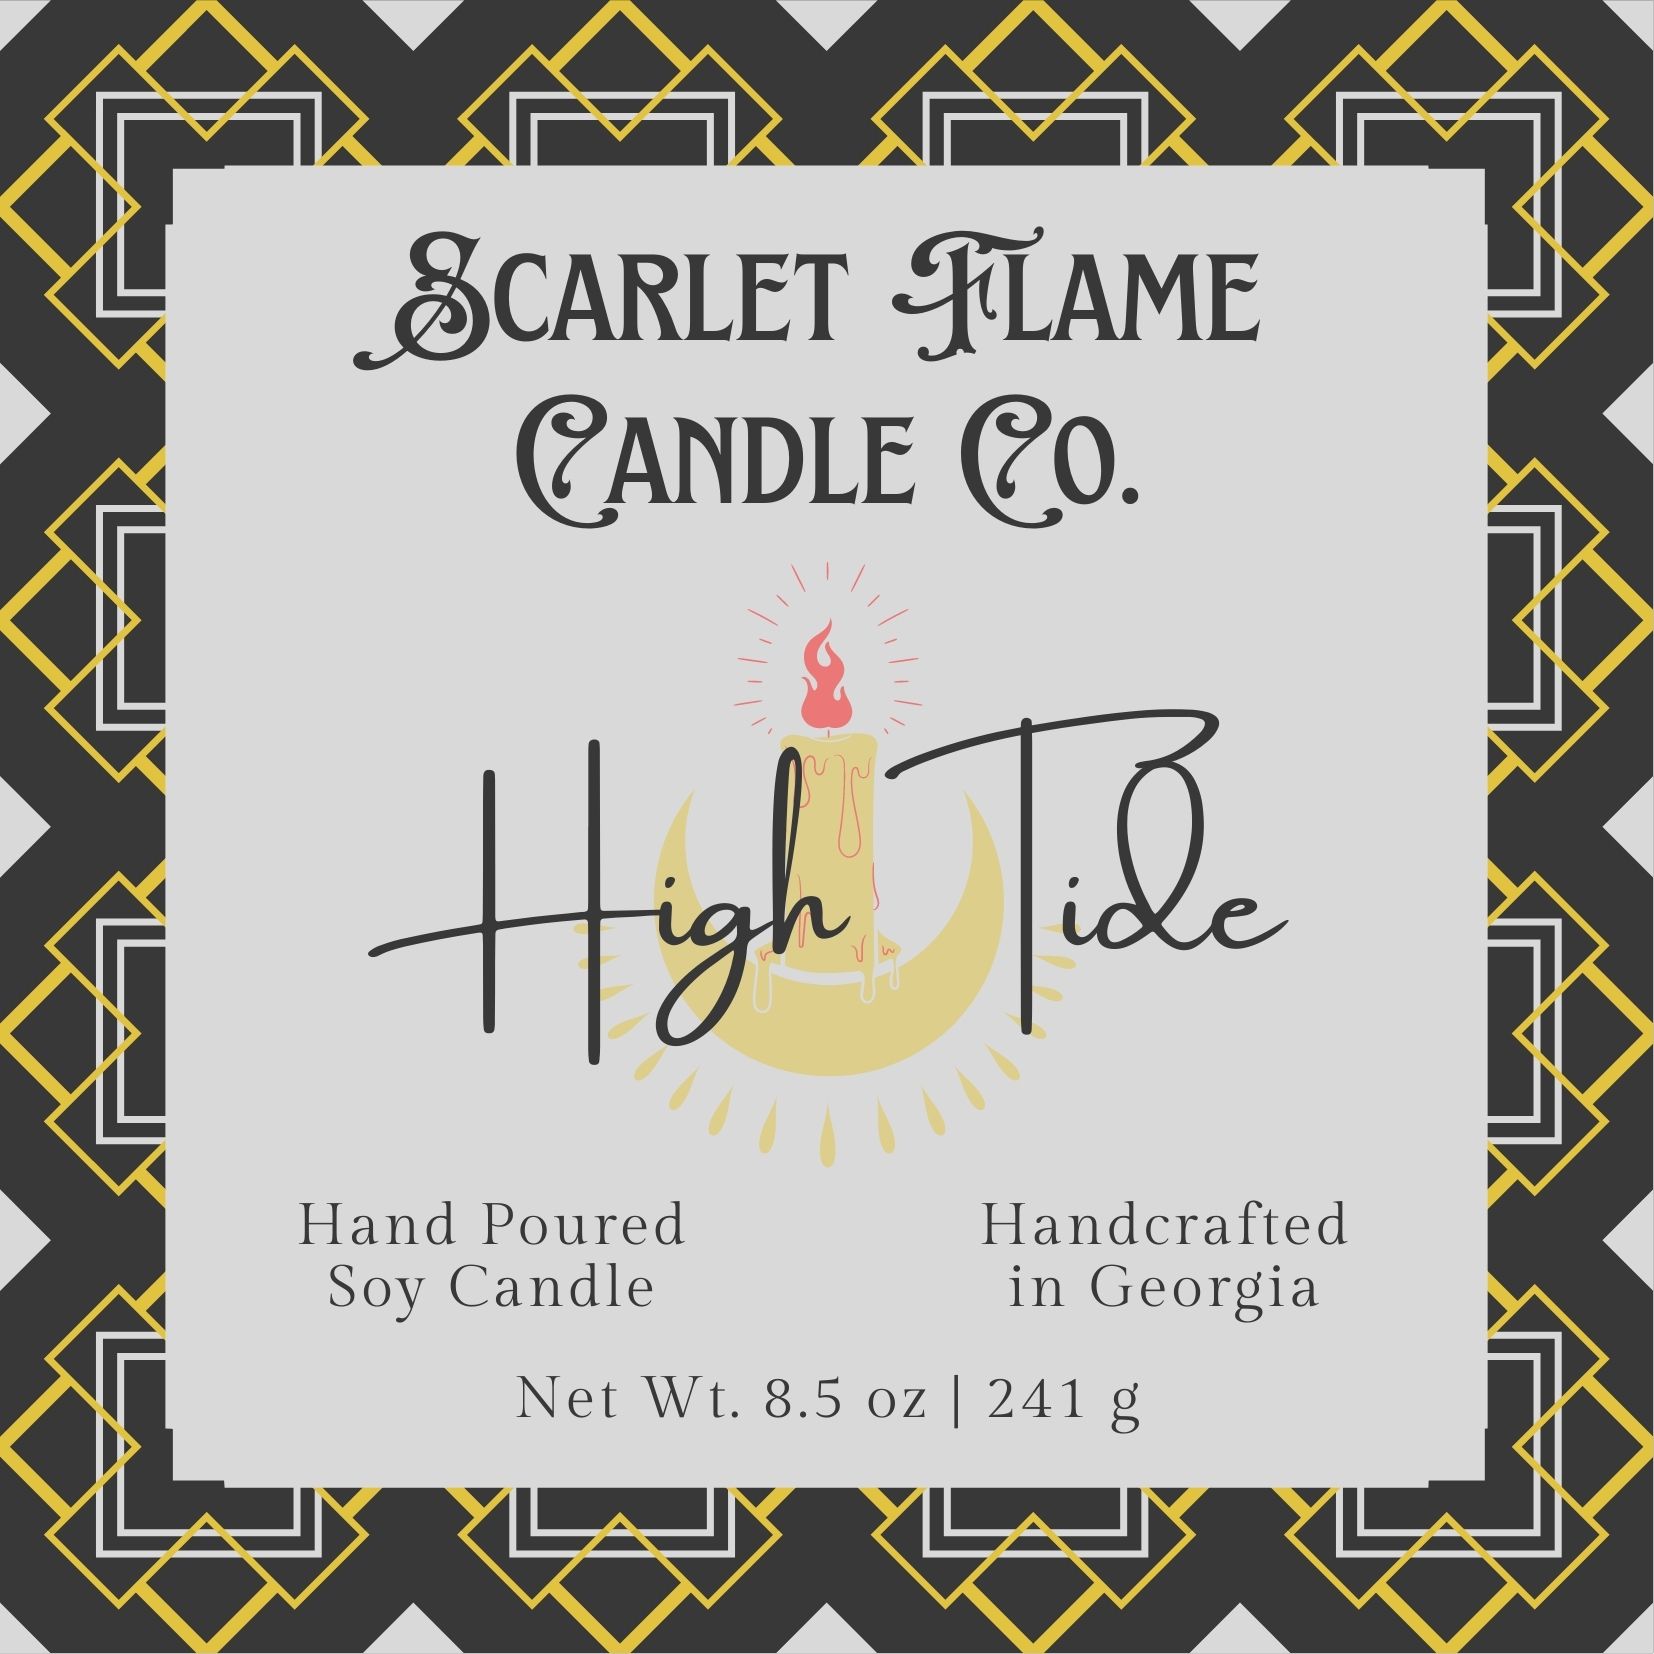 Scarlet Flame
Candle Co.
High Tide
Hand Poured
Soy Candle
Handcrafted
in Georgia
Net Wt. 8.5 oz | 241 g